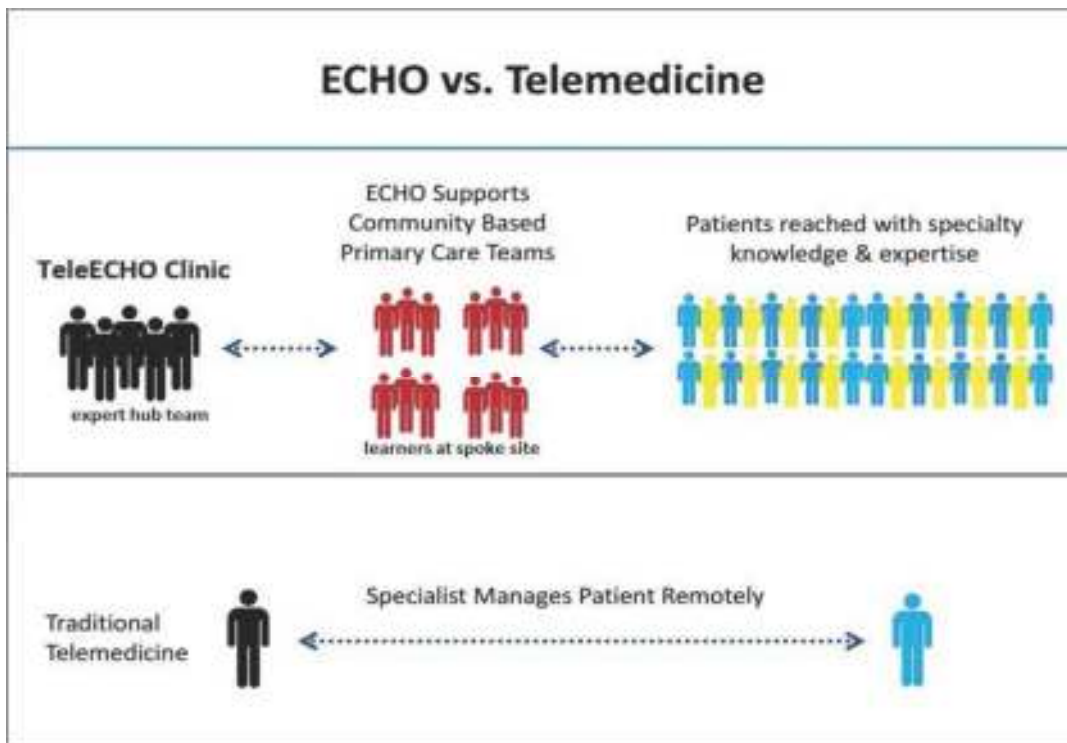 ECHO vs. Telemedicine
ECHO Supports
Community Based
Primary Care Teams
Patients reached with specialty
knowledge & expertise
TeleECHO Clinic
expert hub team
learners at spoke site
Specialist Manages Patient Remotely
Traditional
Telemedicine